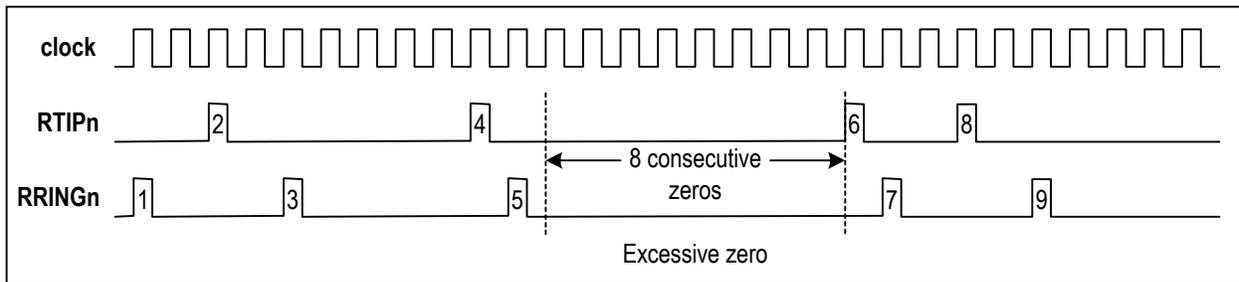 clock
RTIPn
2
4
6
8
8 consecutive
zeros
RRINGn
1
3
5
7
9
Excessive zero